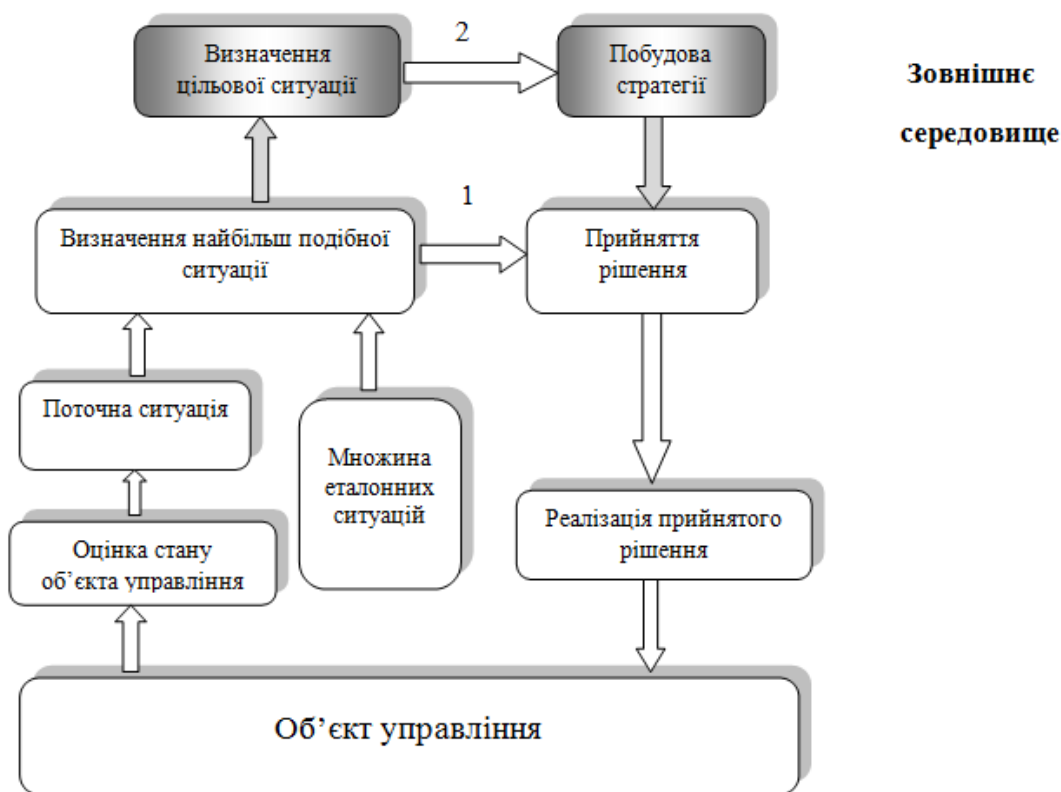 2
Визначення
цільової ситуації
Побудова
стратегії
Зовнішнє
середовище
1
Визначення найбільш подібної
ситуації
Прийняття
рішення
Поточна ситуація
Множина
еталонних
ситуацій
Реалізація прийнятого
рішення
Оцінка стану
об’єкта управління
Об’єкт управління